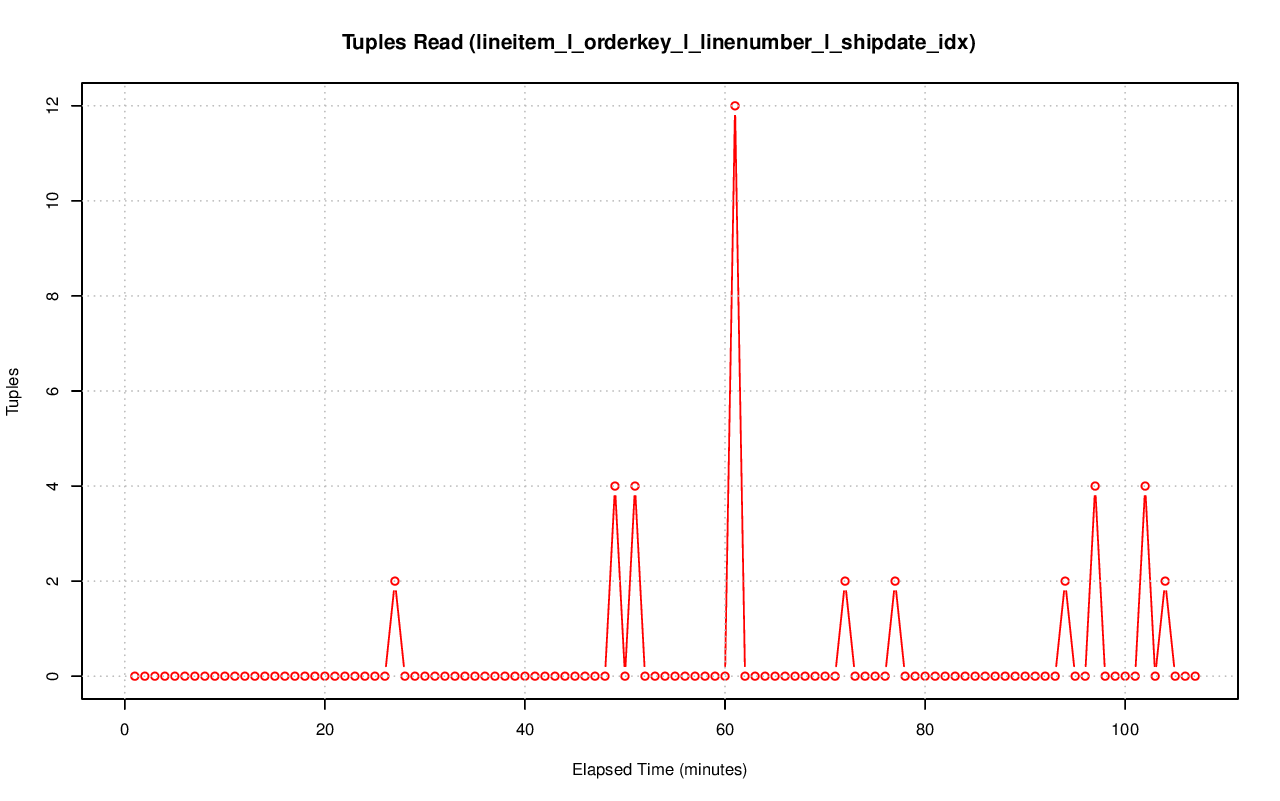 Tuples Read (lineitem_l_orderkey_l_linenumber_l_shipdate_idx)
12
10
8
6
4
2
0
Tuples
0 20 40 60 80 100
Elapsed Time (minutes)